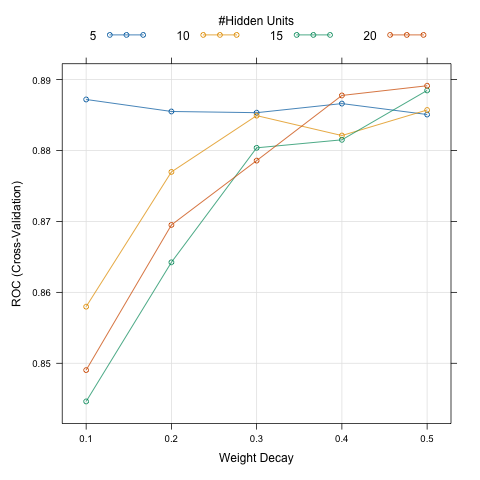 #Hidden Units
5 10 15 20
0.89
0.88
0.87
0.86
0.85
ROC (Cross-Validation)
0.1 0.2 0.3 0.4 0.5
Weight Decay